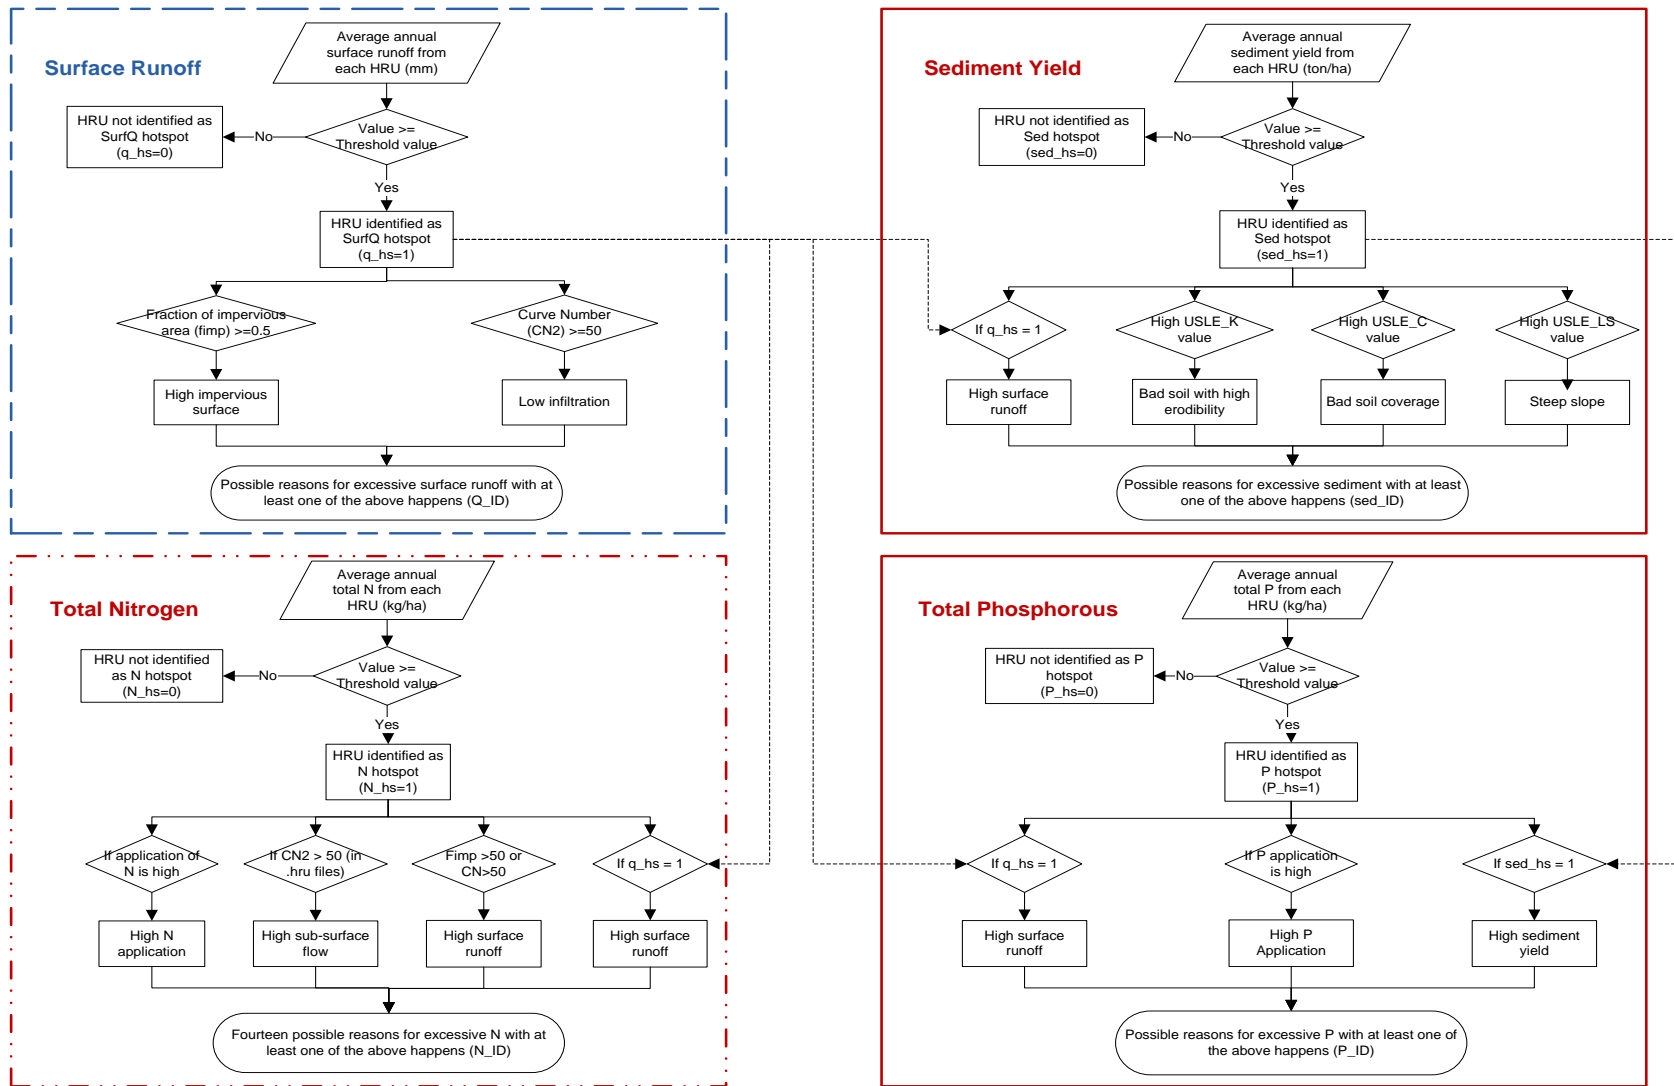 Surface Runoff
Average annual
surface runoff from
each HRU (mm)
HRU not identified as
SurfQ hotspot
(q_hs=0)
No
Value >=
Threshold value
Yes
HRU identified as
SurfQ hotspot
(q_hs=1)
Fraction of impervious
area (fimp) >=0.5
Curve Number
(CN2) >=50
High impervious
surface
Low infiltration
Possible reasons for excessive surface runoff with at
least one of the above happens (Q_ID)
Sediment Yield
Average annual
sediment yield from
each HRU (ton/ha)
HRU not identified as
Sed hotspot
(sed_hs=0)
No
Value >=
Threshold value
Yes
HRU identified as
Sed hotspot
(sed_hs=1)
If q_hs = 1
High USLE_K
value
High USLE_C
value
High USLE_LS
value
High surface
runoff
Bad soil with high
erodibility
Bad soil coverage
Steep slope
Possible reasons for excessive sediment with at least
one of the above happens (sed_ID)
Total Nitrogen
Average annual
total N from each
HRU (kg/ha)
HRU not identified
as N hotspot
(N_hs=0)
No
Value >=
Threshold value
Yes
HRU identified as
N hotspot
(N_hs=1)
If application of
N is high
If CN2 > 50 (in
.hru files)
Fimp >50 or
CN>50
If q_hs = 1
High N
application
High sub-surface
flow
High surface
runoff
High surface
runoff
Fourteen possible reasons for excessive N with at
least one of the above happens (N_ID)
Total Phosphorous
Average annual
total P from each
HRU (kg/ha)
HRU not identified as P
hotspot
(P_hs=0)
No
Value >=
Threshold value
Yes
HRU identified as
P hotspot
(P_hs=1)
If q_hs = 1
If P application
is high
If sed_hs = 1
High surface
runoff
High P
Application
High sediment
yield
Possible reasons for excessive P with at least one of
the above happens (P_ID)